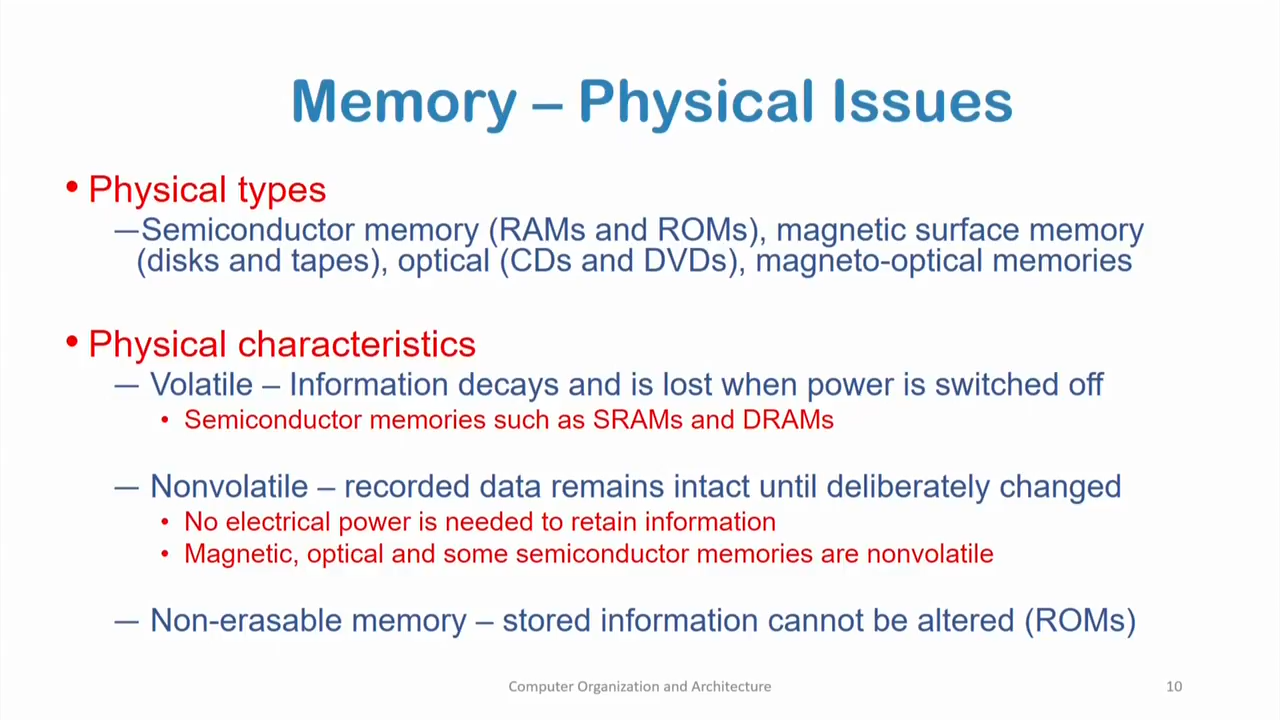 Memory – Physical Issues
• Physical types
—Semiconductor memory (RAMs and ROMs), magnetic surface memory
(disks and tapes), optical (CDs and DVDs), magneto-optical memories
• Physical characteristics
— Volatile – Information decays and is lost when power is switched off
• Semiconductor memories such as SRAMs and DRAMs
— Nonvolatile – recorded data remains intact until deliberately changed
• No electrical power is needed to retain information
• Magnetic, optical and some semiconductor memories are nonvolatile
— Non-erasable memory – stored information cannot be altered (ROMs)
Computer Organization and Architecture
10